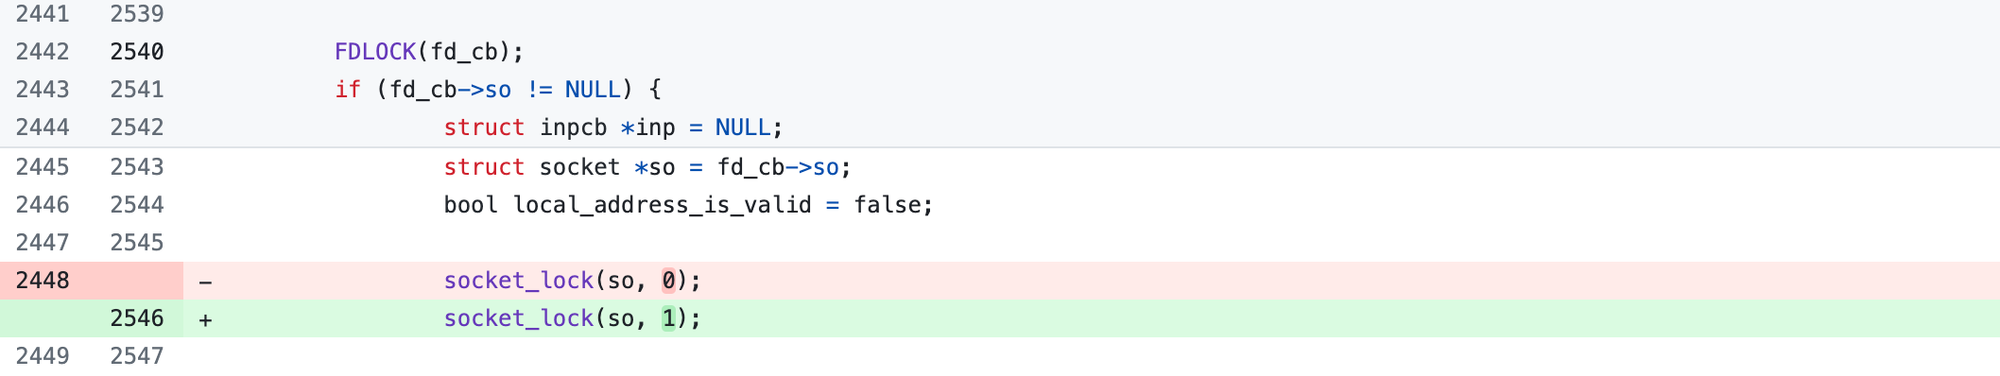 2441 2539
2442 2540 FDLOCK(fd_cb);
2443 2541 if (fd_cb->so != NULL) {
2444 2542 struct inpcb *inp = NULL;
2445 2543 struct socket *so = fd_cb->so;
2446 2544 bool local_address_is_valid = false;
2447 2545
2448 - socket_lock(so, 0);
2546 + socket_lock(so, 1);
2449 2547